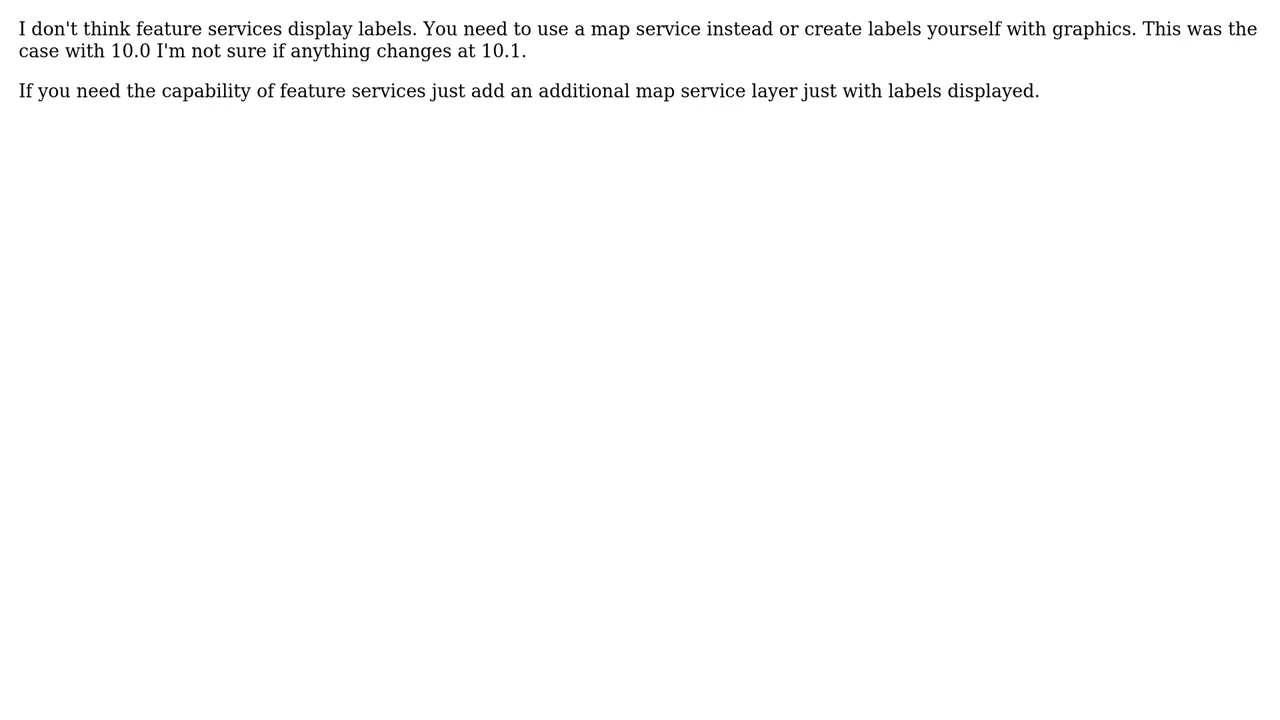 I don't think feature services display labels. You need to use a map service instead or create labels yourself with graphics. This was the
case with 10.0 I'm not sure if anything changes at 10.1.
If you need the capability of feature services just add an additional map service layer just with labels displayed.